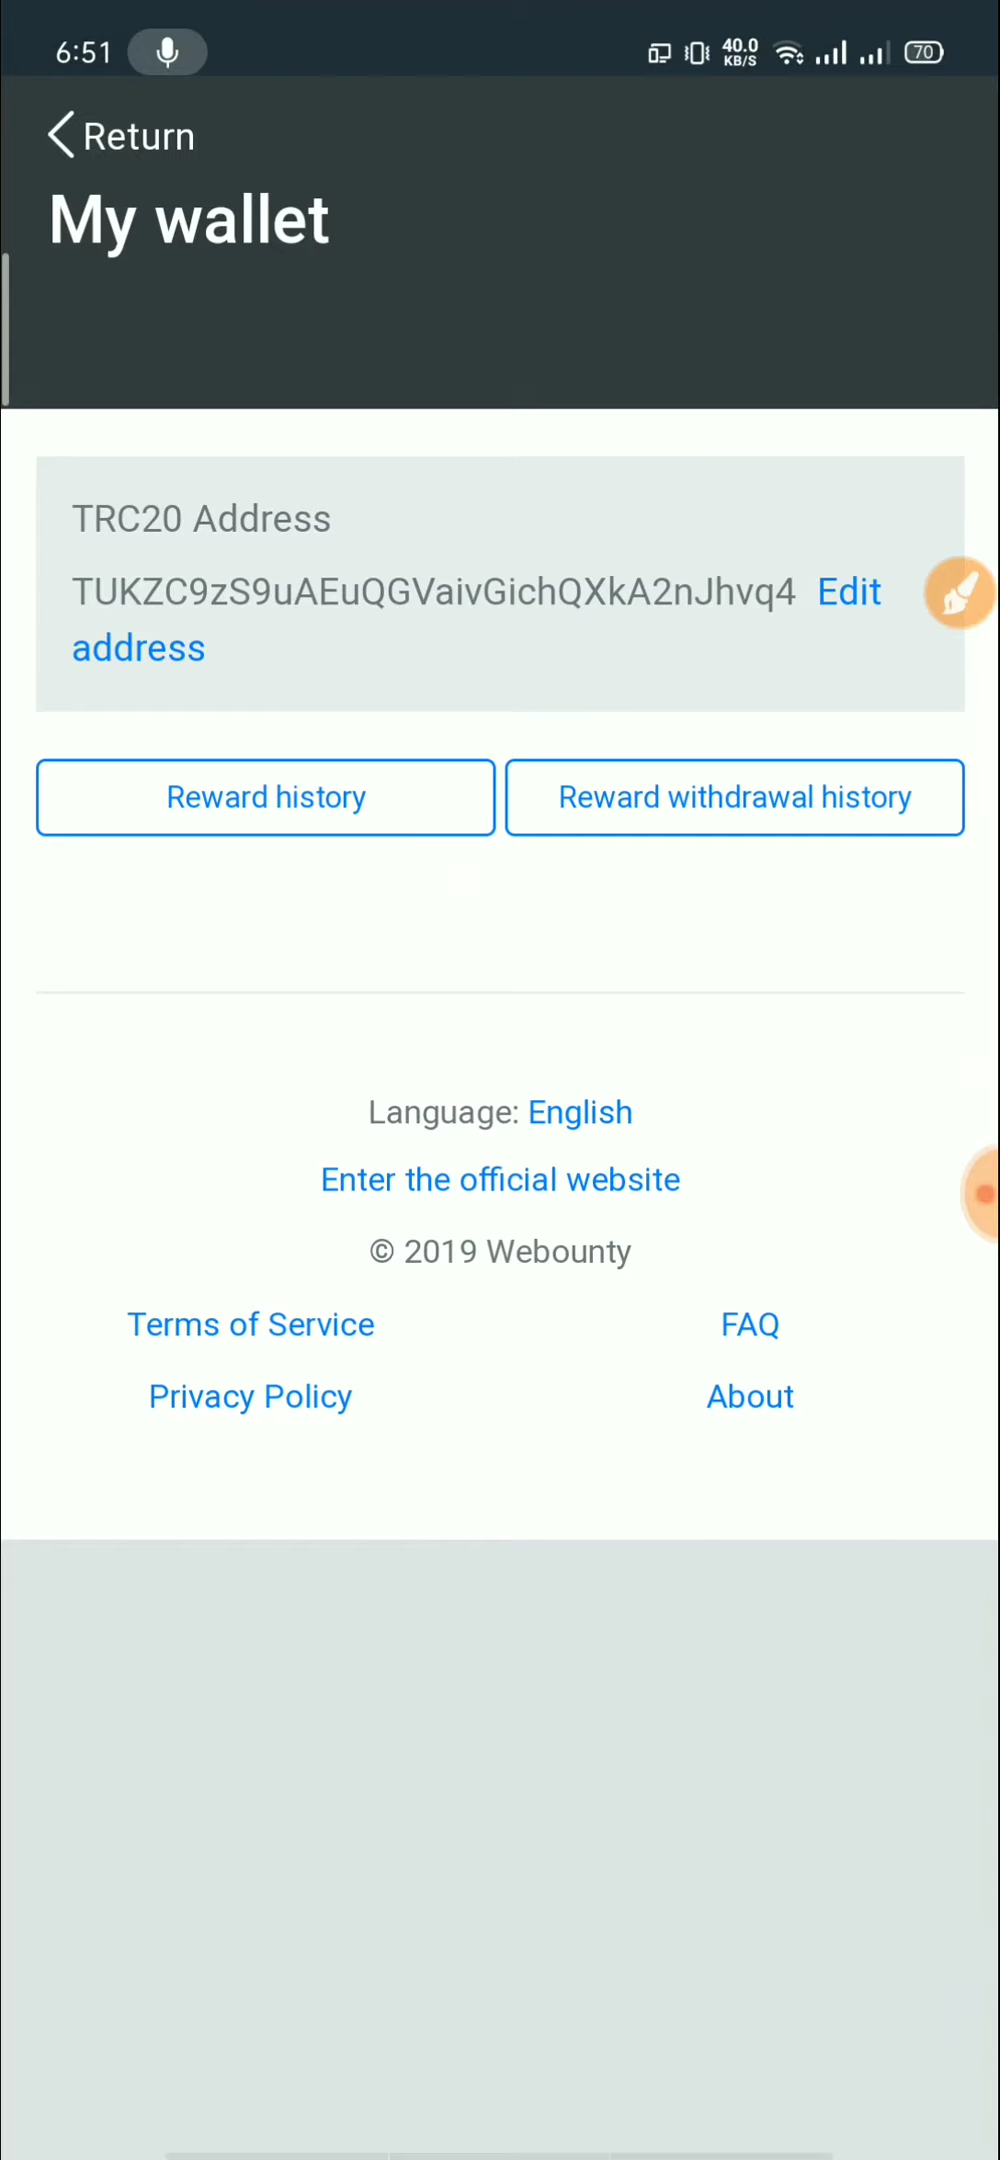 6:51 40.0 KB/S 70
Return
My wallet
TRC20 Address
TUKZC9zS9uAEuQGVaivGichQXkA2nJhvq4 Edit
address
Reward history Reward withdrawal history
Language: English
Enter the official website
© 2019 Webounty
Terms of Service FAQ
Privacy Policy About